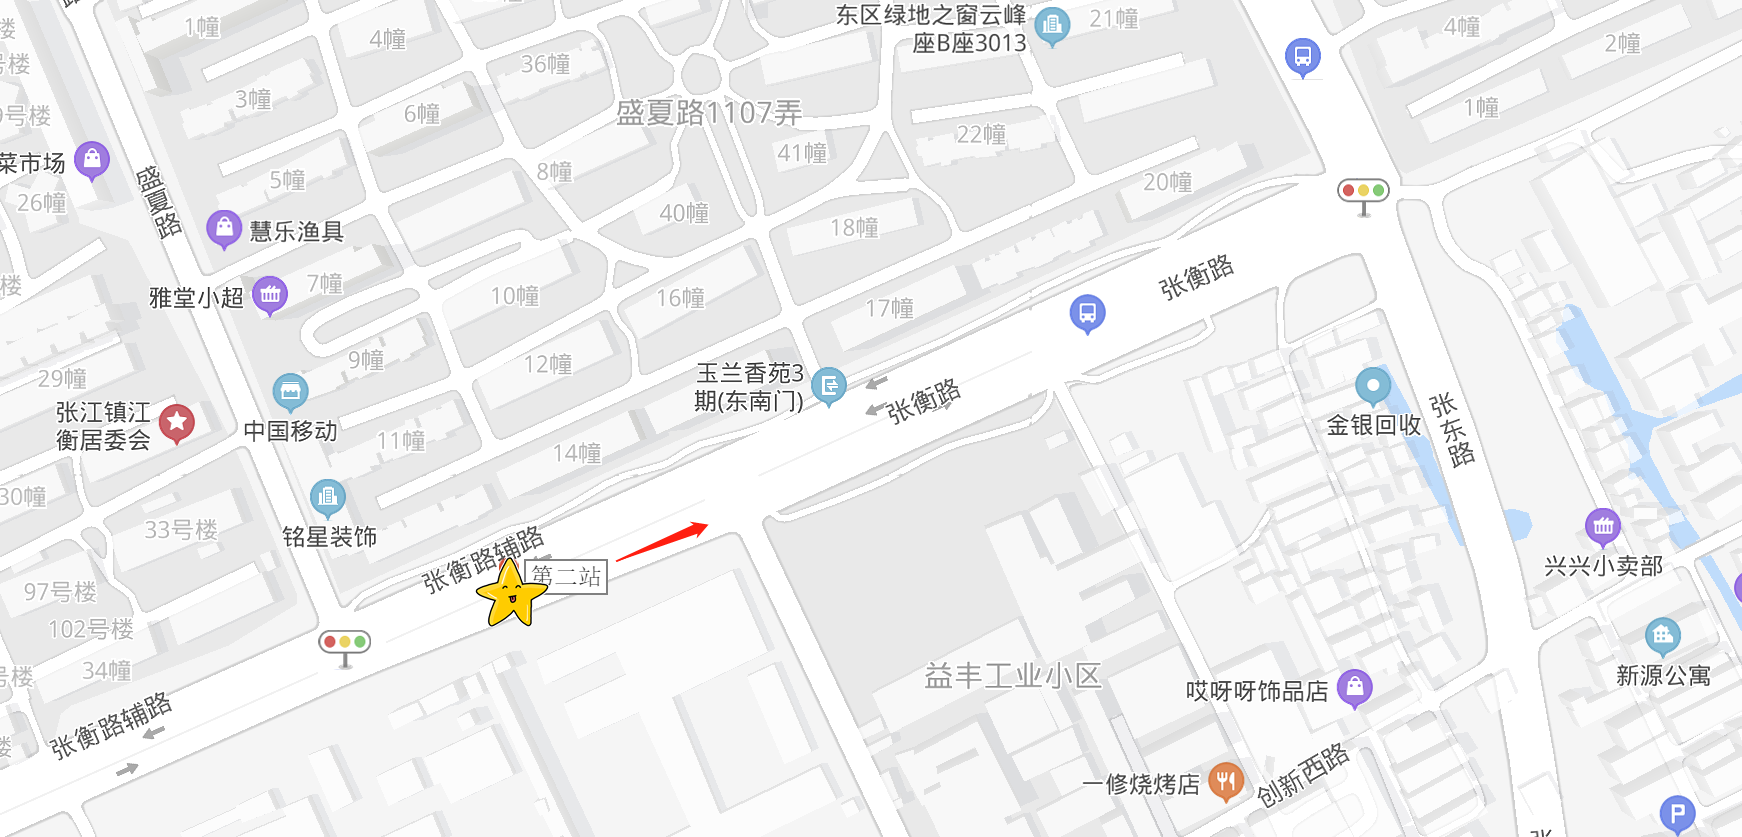 东区绿地之窗云峰
座B座3013
21幢
1幢
4幢
36幢
4幢
2幢
3幢
6幢
盛夏路1107弄
1幢
22幢
41幢
菜市场
5幢
8幢
20幢
26幢
盛夏路
慧乐渔具
40幢
18幢
雅堂小超
7幢
10幢
16幢
17幢
张衡路
9幢
12幢
玉兰香苑3
期(东南门)
29幢
张江镇江
衡居委会
中国移动
11幢
14幢
张衡路
金银回收
张东路
30幢
33号楼
铭星装饰
张衡路辅路
第二站
兴兴小卖部
97号楼
102号楼
34幢
号楼
张衡路辅路
益丰工业小区
哎呀呀饰品店
新源公寓
一修烧烤店
创新西路
P